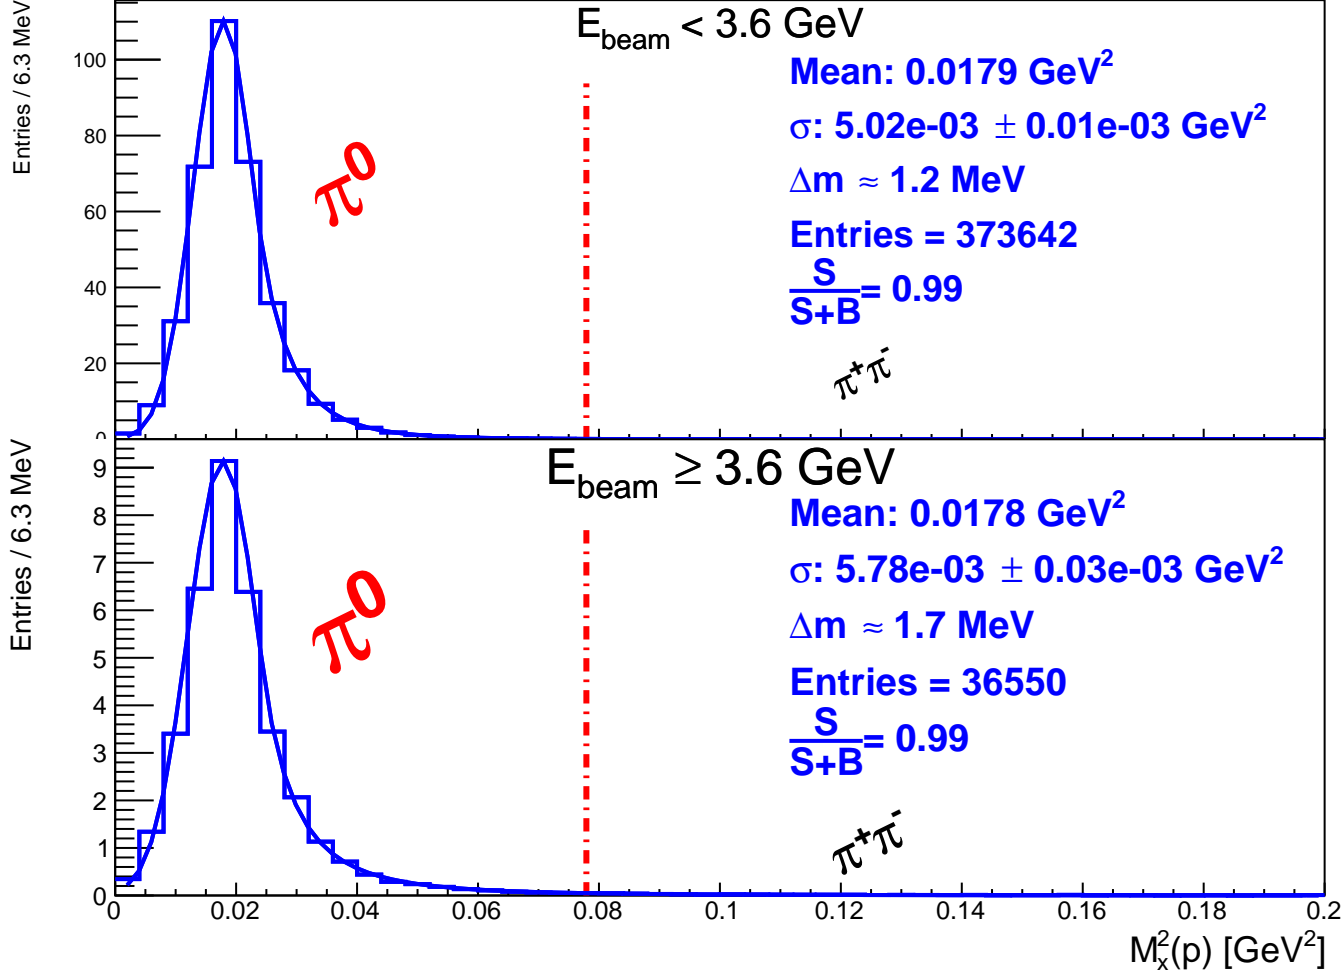 E_beam < 3.6 GeV
Entries / 6.3 MeV
100
80
60
40
20
0
π⁰
Mean: 0.0179 GeV²
σ: 5.02e-03 ± 0.01e-03 GeV²
Δm ≈ 1.2 MeV
Entries = 373642
S
S+B = 0.99
π⁺π⁻
E_beam ≥ 3.6 GeV
Entries / 6.3 MeV
9
8
7
6
5
4
3
2
1
0
π⁰
Mean: 0.0178 GeV²
σ: 5.78e-03 ± 0.03e-03 GeV²
Δm ≈ 1.7 MeV
Entries = 36550
S
S+B = 0.99
π⁺π⁻
0 0.02 0.04 0.06 0.08 0.1 0.12 0.14 0.16 0.18 0.2
M_x²(p) [GeV²]